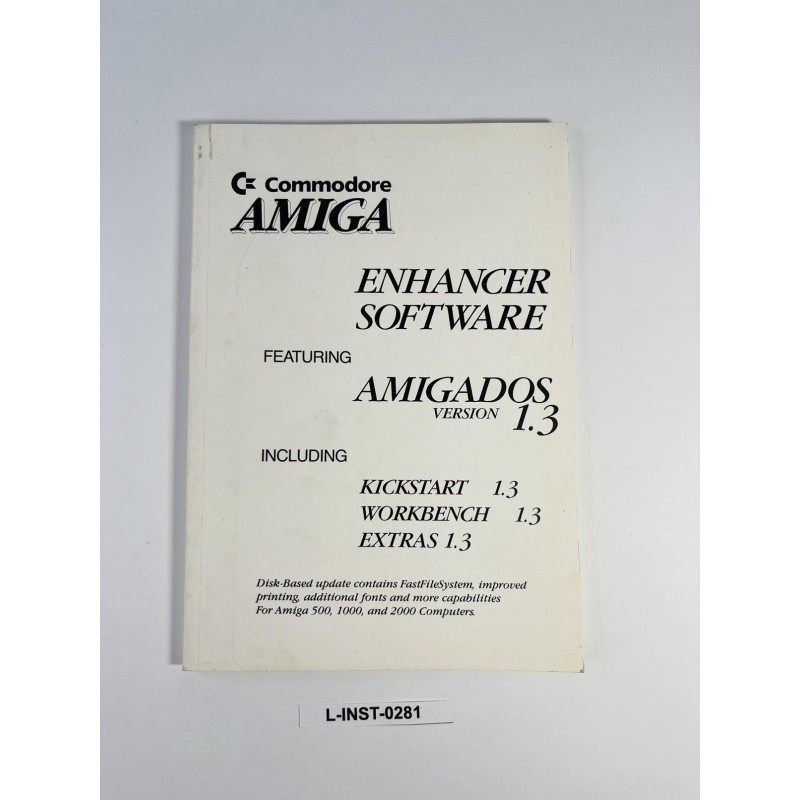 Commodore
AMIGA
ENHANCER
SOFTWARE
FEATURING
AMIGADOS
VERSION 1.3
INCLUDING
KICKSTART 1.3
WORKBENCH 1.3
EXTRAS 1.3
Disk-Based update contains FastFileSystem, improved
printing, additional fonts and more capabilities
For Amiga 500, 1000, and 2000 Computers.
L-INST-0281